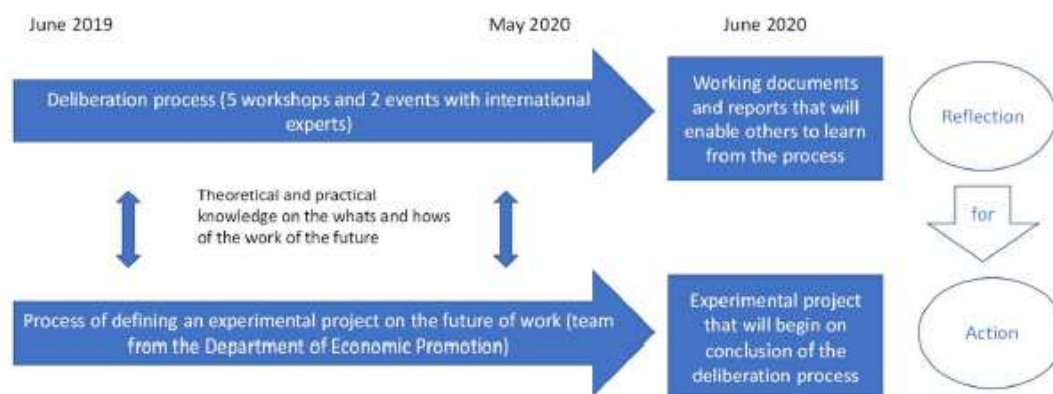 June 2019
May 2020
June 2020
Deliberation process (5 workshops and 2 events with international
experts)
Working documents
and reports that will
enable others to learn
from the process
Reflection
Theoretical and practical
knowledge on the whats and hows
of the work of the future
for
Process of defining an experimental project on the future of work (team
from the Department of Economic Promotion)
Experimental project
that will begin on
conclusion of the
deliberation process
Action